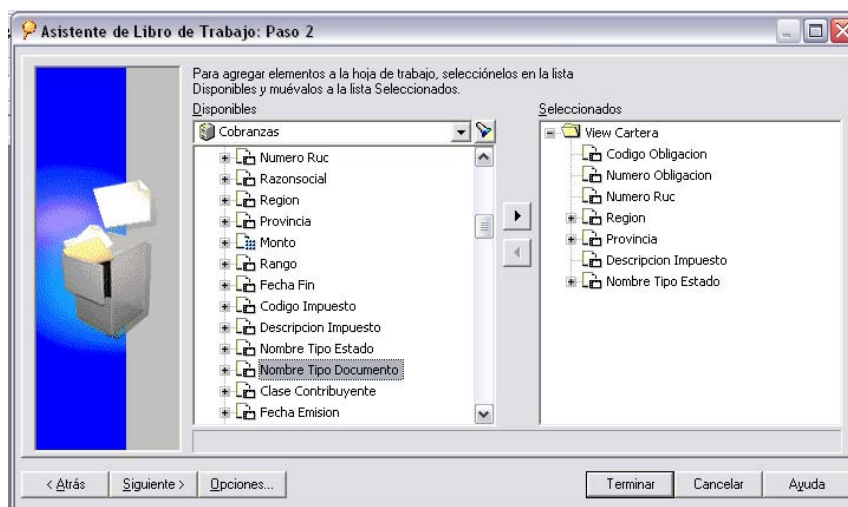 Asistente de Libro de Trabajo: Paso 2
Para agregar elementos a la hoja de trabajo, selecciónelos en la lista
Disponibles y muévalos a la lista Seleccionados.
Disponibles
Cobranzas
Numero Ruc
Razonsocial
Region
Provincia
Monto
Rango
Fecha Fin
Codigo Impuesto
Descripcion Impuesto
Nombre Tipo Estado
Nombre Tipo Documento
Clase Contribuyente
Fecha Emision
Seleccionados
View Cartera
Codigo Obligacion
Numero Obligacion
Numero Ruc
Region
Provincia
Descripcion Impuesto
Nombre Tipo Estado
< Atrás
Siguiente >
Opciones...
Terminar
Cancelar
Ayuda